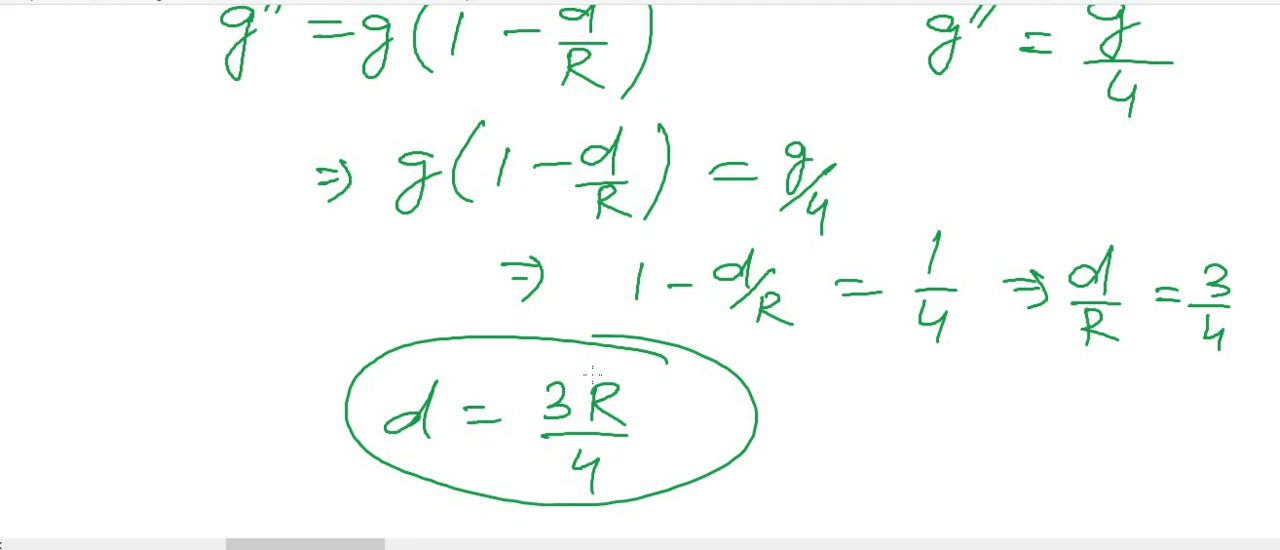 g" = g(1 - d/R) g" = g/4
⇒ g(1 - d/R) = g/4
⇒ 1 - d/R = 1/4 ⇒ d/R = 3/4
d = 3R/4